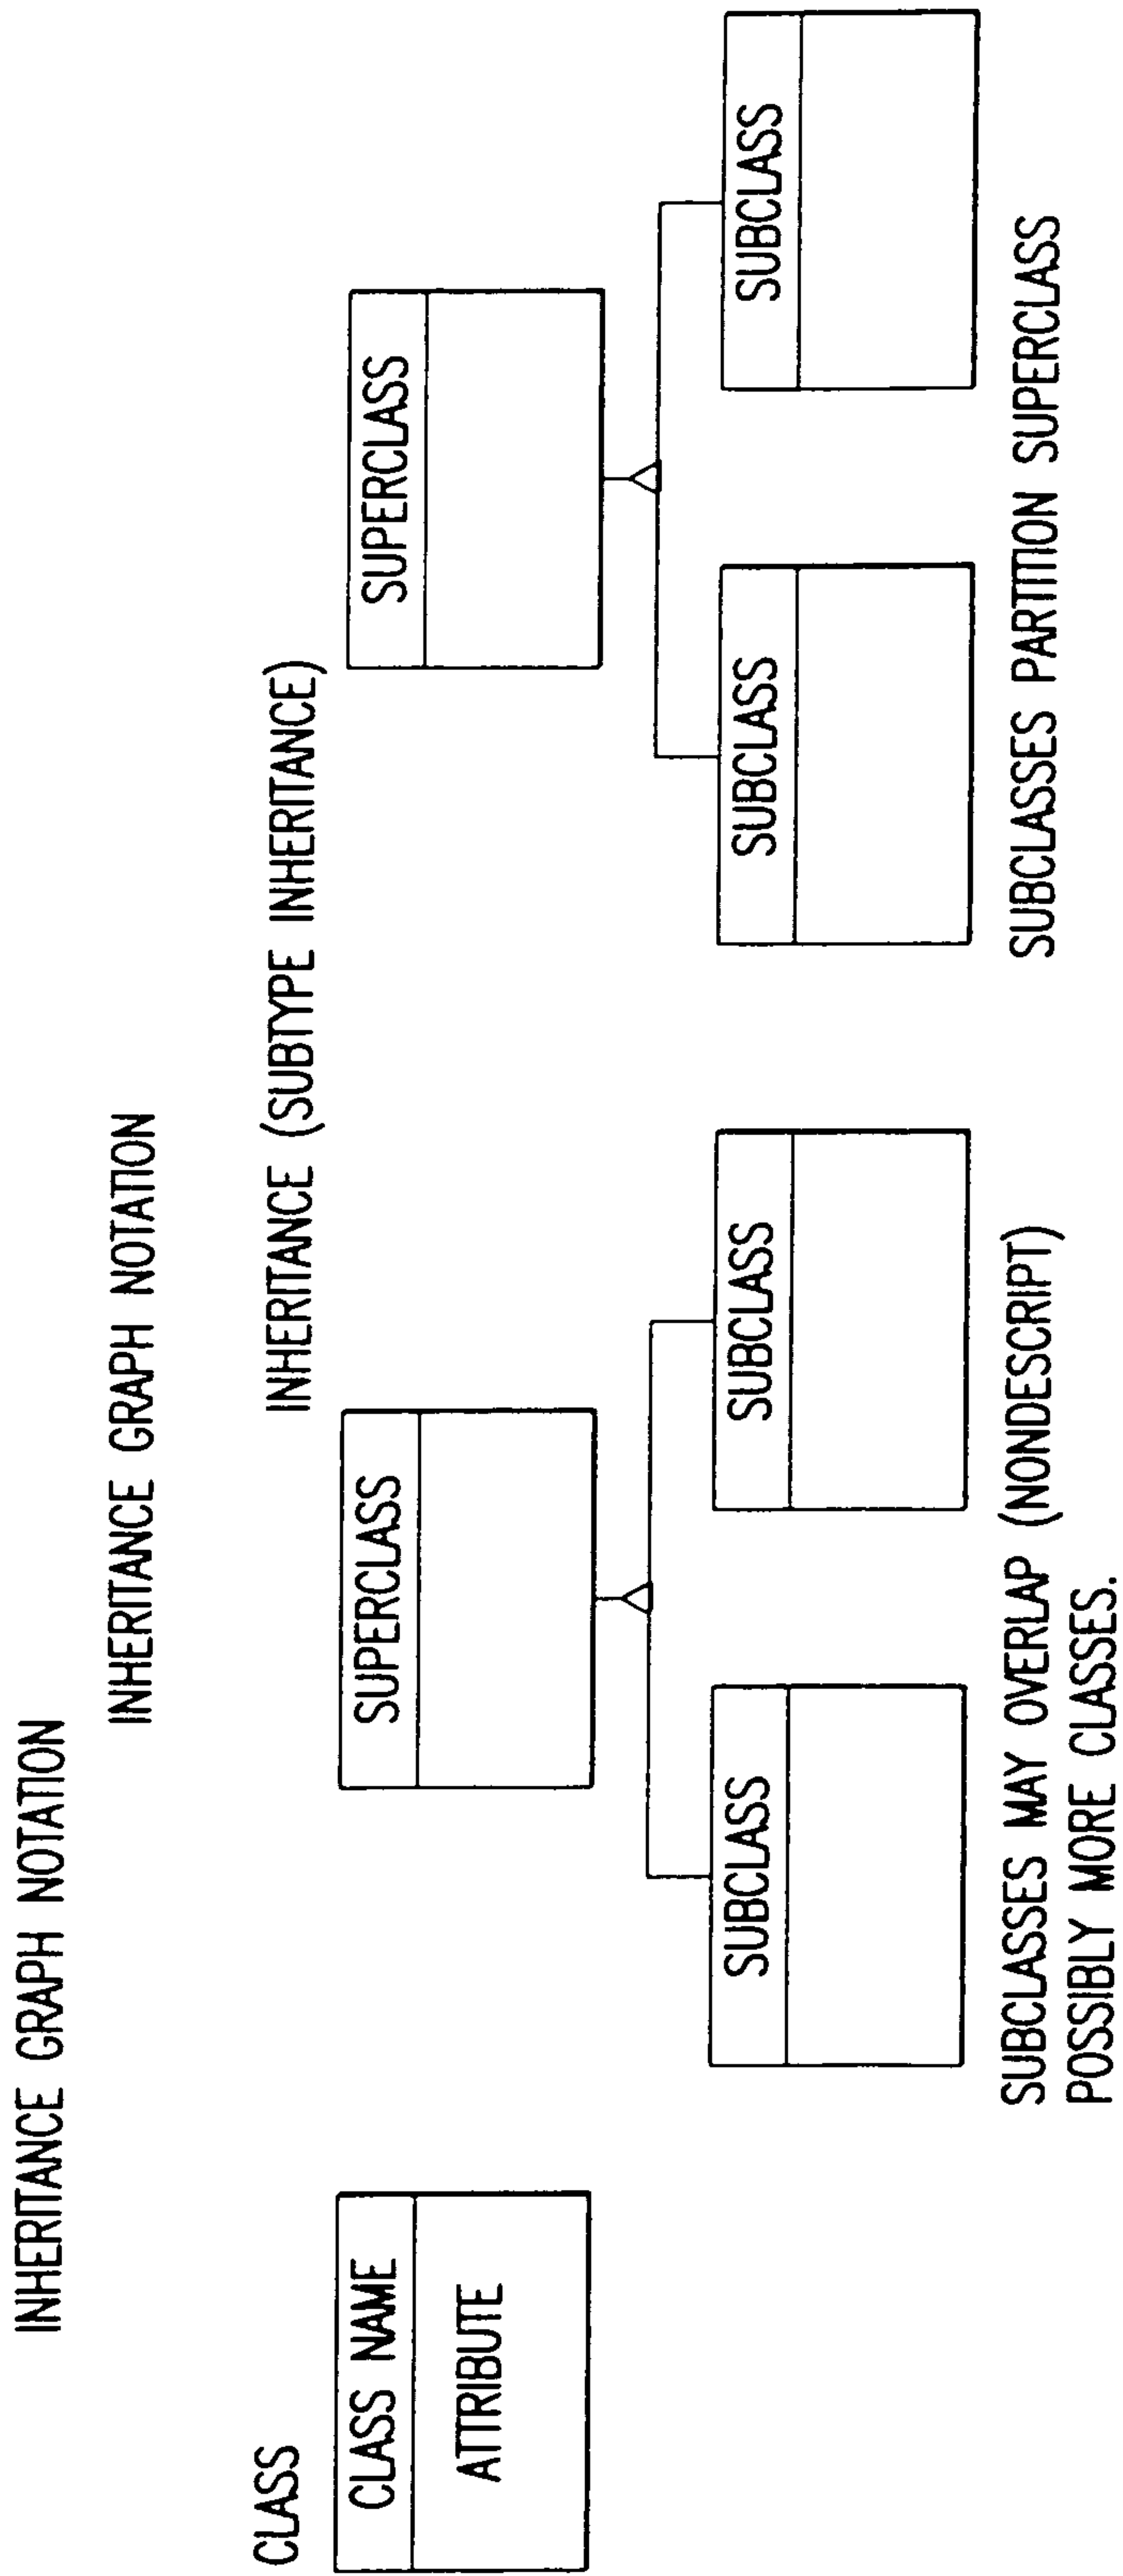 INHERITANCE GRAPH NOTATION
INHERITANCE GRAPH NOTATION
CLASS
CLASS NAME
ATTRIBUTE
INHERITANCE (SUBTYPE INHERITANCE)
SUPERCLASS
SUBCLASS
SUBCLASS
SUBCLASSES MAY OVERLAP (NONDESCRIPT)
POSSIBLY MORE CLASSES.
SUPERCLASS
SUBCLASS
SUBCLASS
SUBCLASSES PARTITION SUPERCLASS